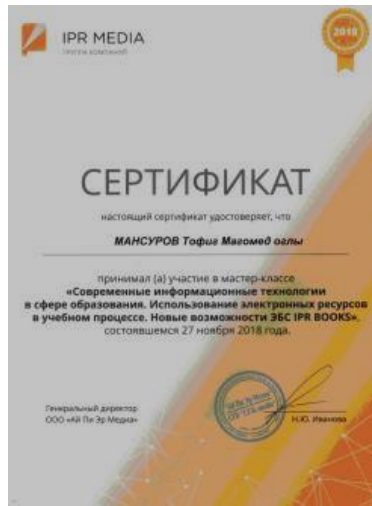 IPR MEDIA
ГРУППА КОМПАНИЙ
2018
СЕРТИФИКАТ
настоящий сертификат удостоверяет, что
МАНСУРОВ Тофиг Магомед оглы
принимал (а) участие в мастер-классе
«Современные информационные технологии
в сфере образования. Использование электронных ресурсов
в учебном процессе. Новые возможности ЭБС IPR BOOKS»,
состоявшемся 27 ноября 2018 года.
Генеральный директор
ООО «Ай Пи Эр Медиа»
Н.Ю. Иванова